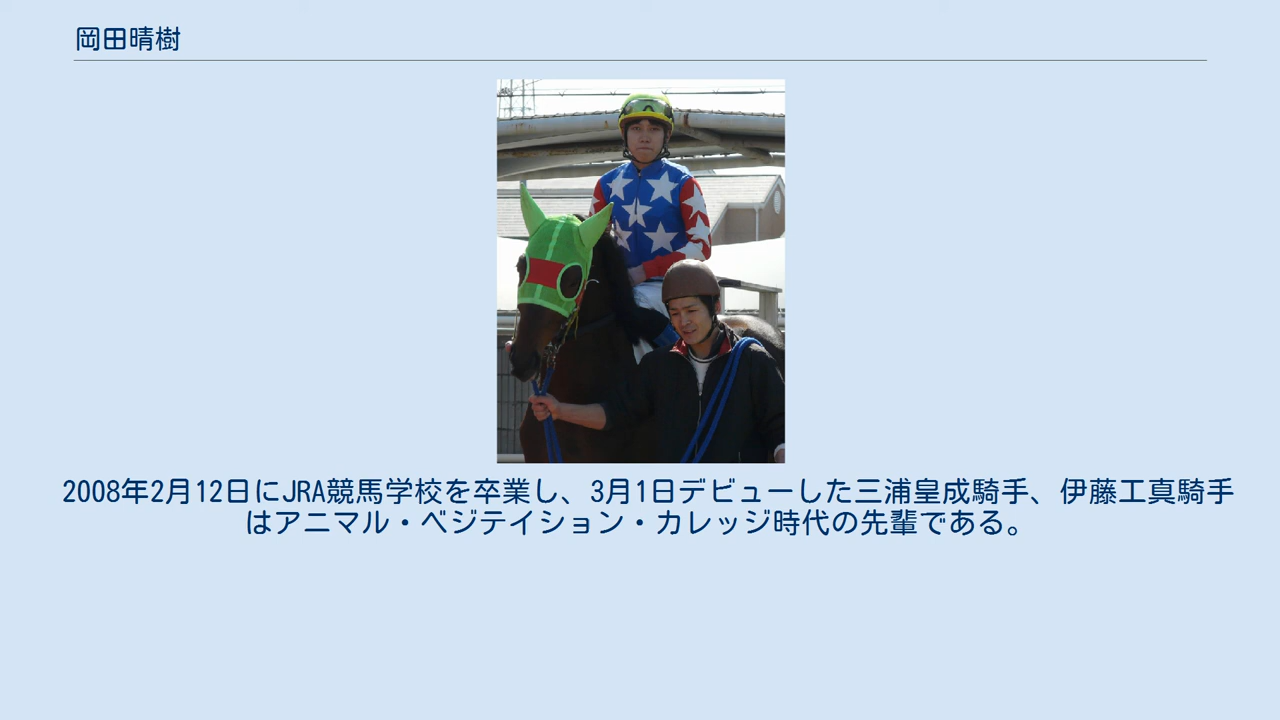 岡田晴樹
2008年2月12日にJRA競馬学校を卒業し、3月1日デビューした三浦皇成騎手、伊藤工真騎手
はアニマル・ベジテイション・カレッジ時代の先輩である。